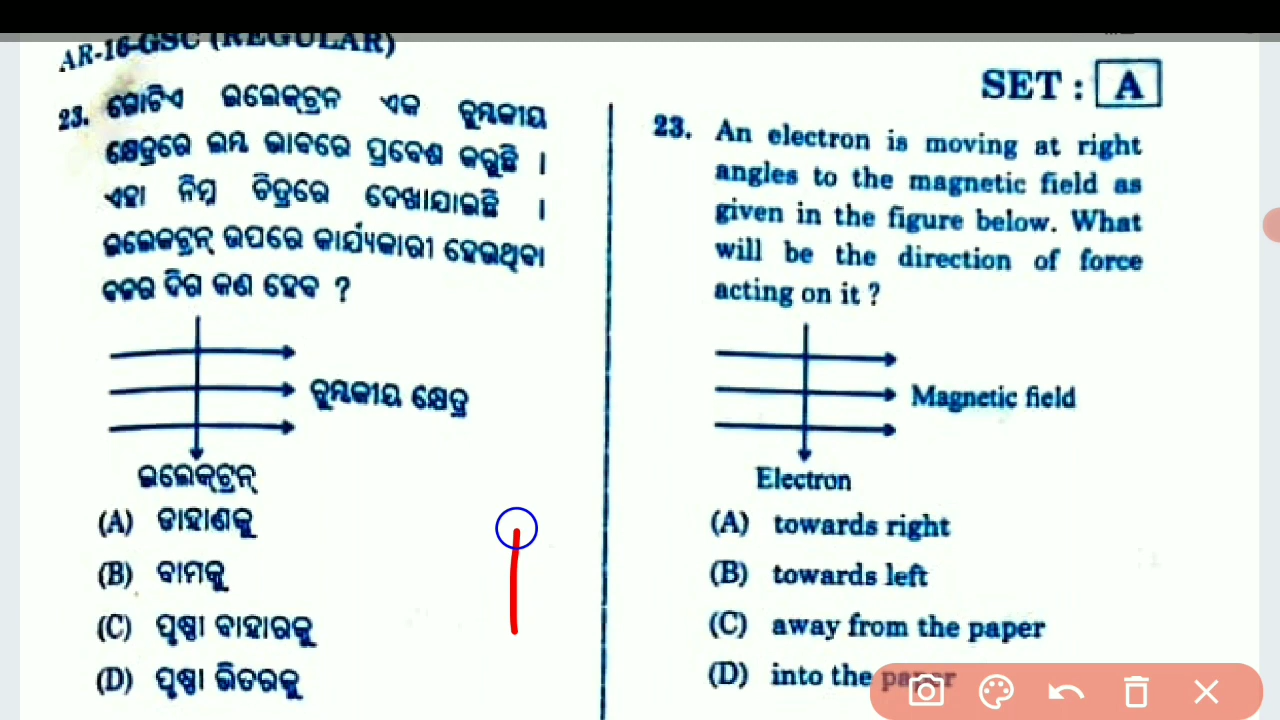 AR-16-GSC (REGULAR)
SET : A
23. ଗୋଟିଏ ଇଲେକ୍ଟ୍ରନ ଏକ ଚୁମ୍ବକୀୟ
କ୍ଷେତ୍ରରେ ଲମ୍ବ ଭାବରେ ପ୍ରବେଶ କରୁଛି ।
ଏହା ନିମ୍ନ ଚିତ୍ରରେ ଦେଖାଯାଇଛି ।
ଇଲେକଟ୍ରନ୍ ଉପରେ କାର୍ଯ୍ୟକାରୀ ହେଉଥିବା
ବଳର ଦିଗ କଣ ହେବ ?
ଚୁମ୍ବକୀୟ କ୍ଷେତ୍ର
ଇଲେକ୍ଟ୍ରନ୍
(A) ଡାହାଣକୁ
(B) ବାମକୁ
(C) ପୃଷ୍ଠା ବାହାରକୁ
(D) ପୃଷ୍ଠା ଭିତରକୁ
23. An electron is moving at right
angles to the magnetic field as
given in the figure below. What
will be the direction of force
acting on it ?
Magnetic field
Electron
(A) towards right
(B) towards left
(C) away from the paper
(D) into the paper